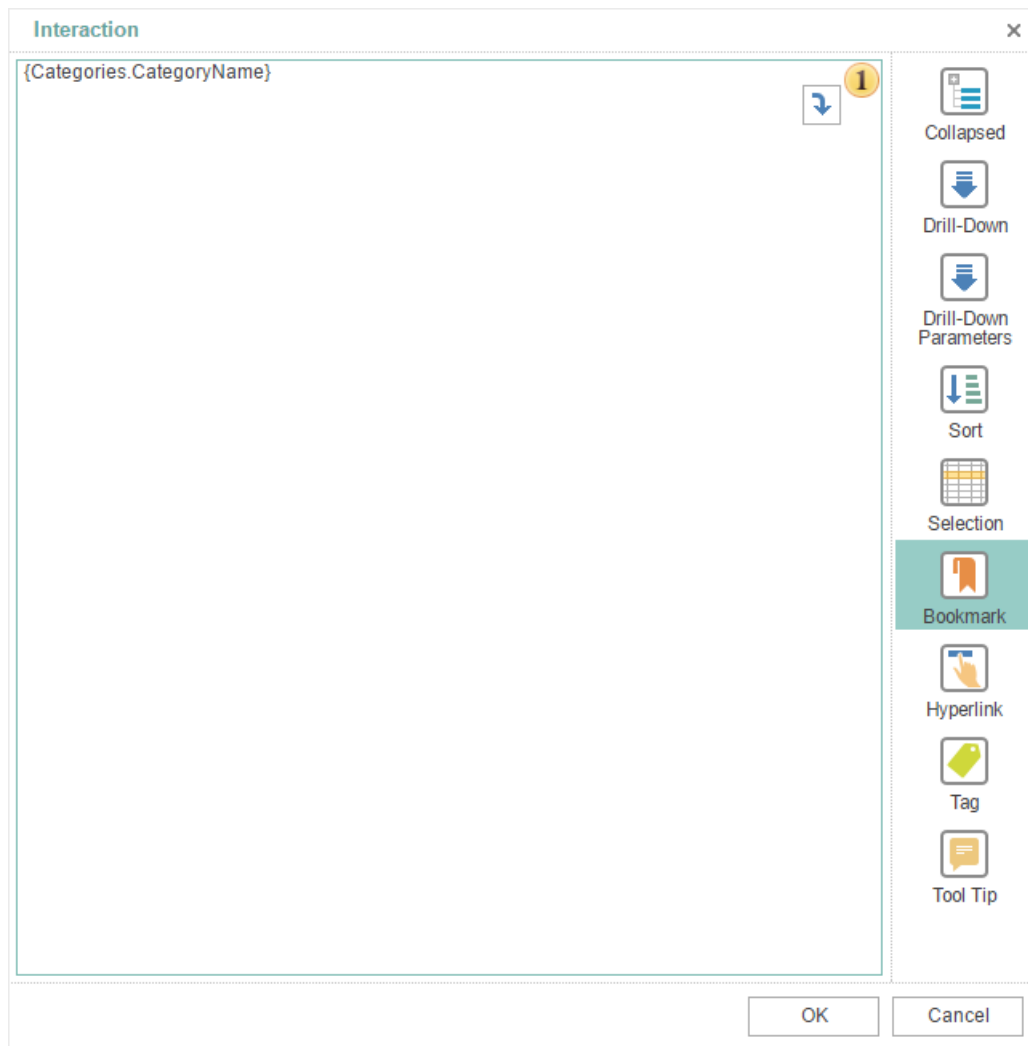 Interaction
{Categories.CategoryName}
1
Collapsed
Drill-Down
Drill-Down
Parameters
Sort
Selection
Bookmark
Hyperlink
Tag
Tool Tip
OK
Cancel